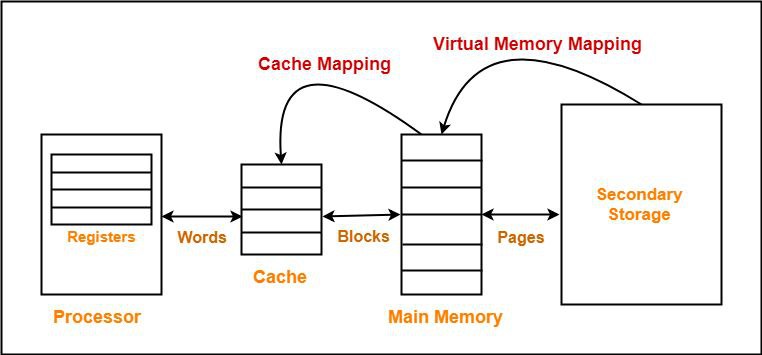 Virtual Memory Mapping
Cache Mapping
Secondary
Storage
Registers
Words
Blocks
Pages
Cache
Processor
Main Memory